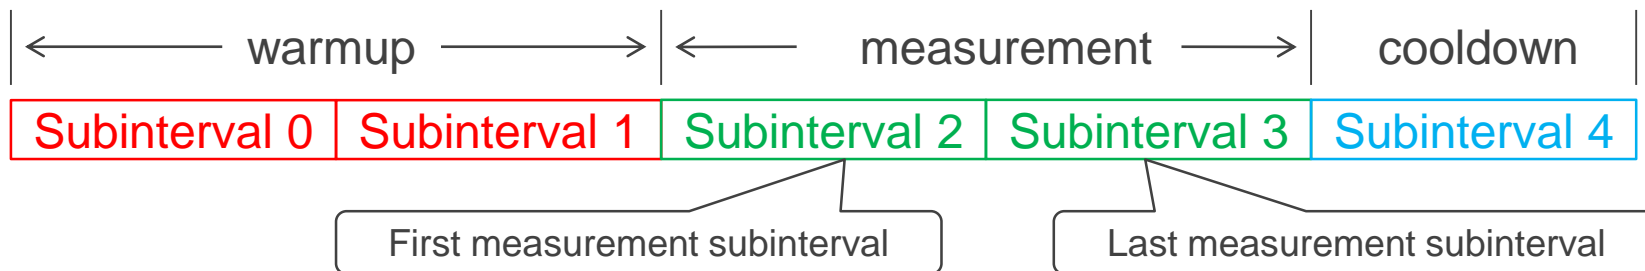 warmup measurement cooldown
Subinterval 0 Subinterval 1 Subinterval 2 Subinterval 3 Subinterval 4
First measurement subinterval Last measurement subinterval